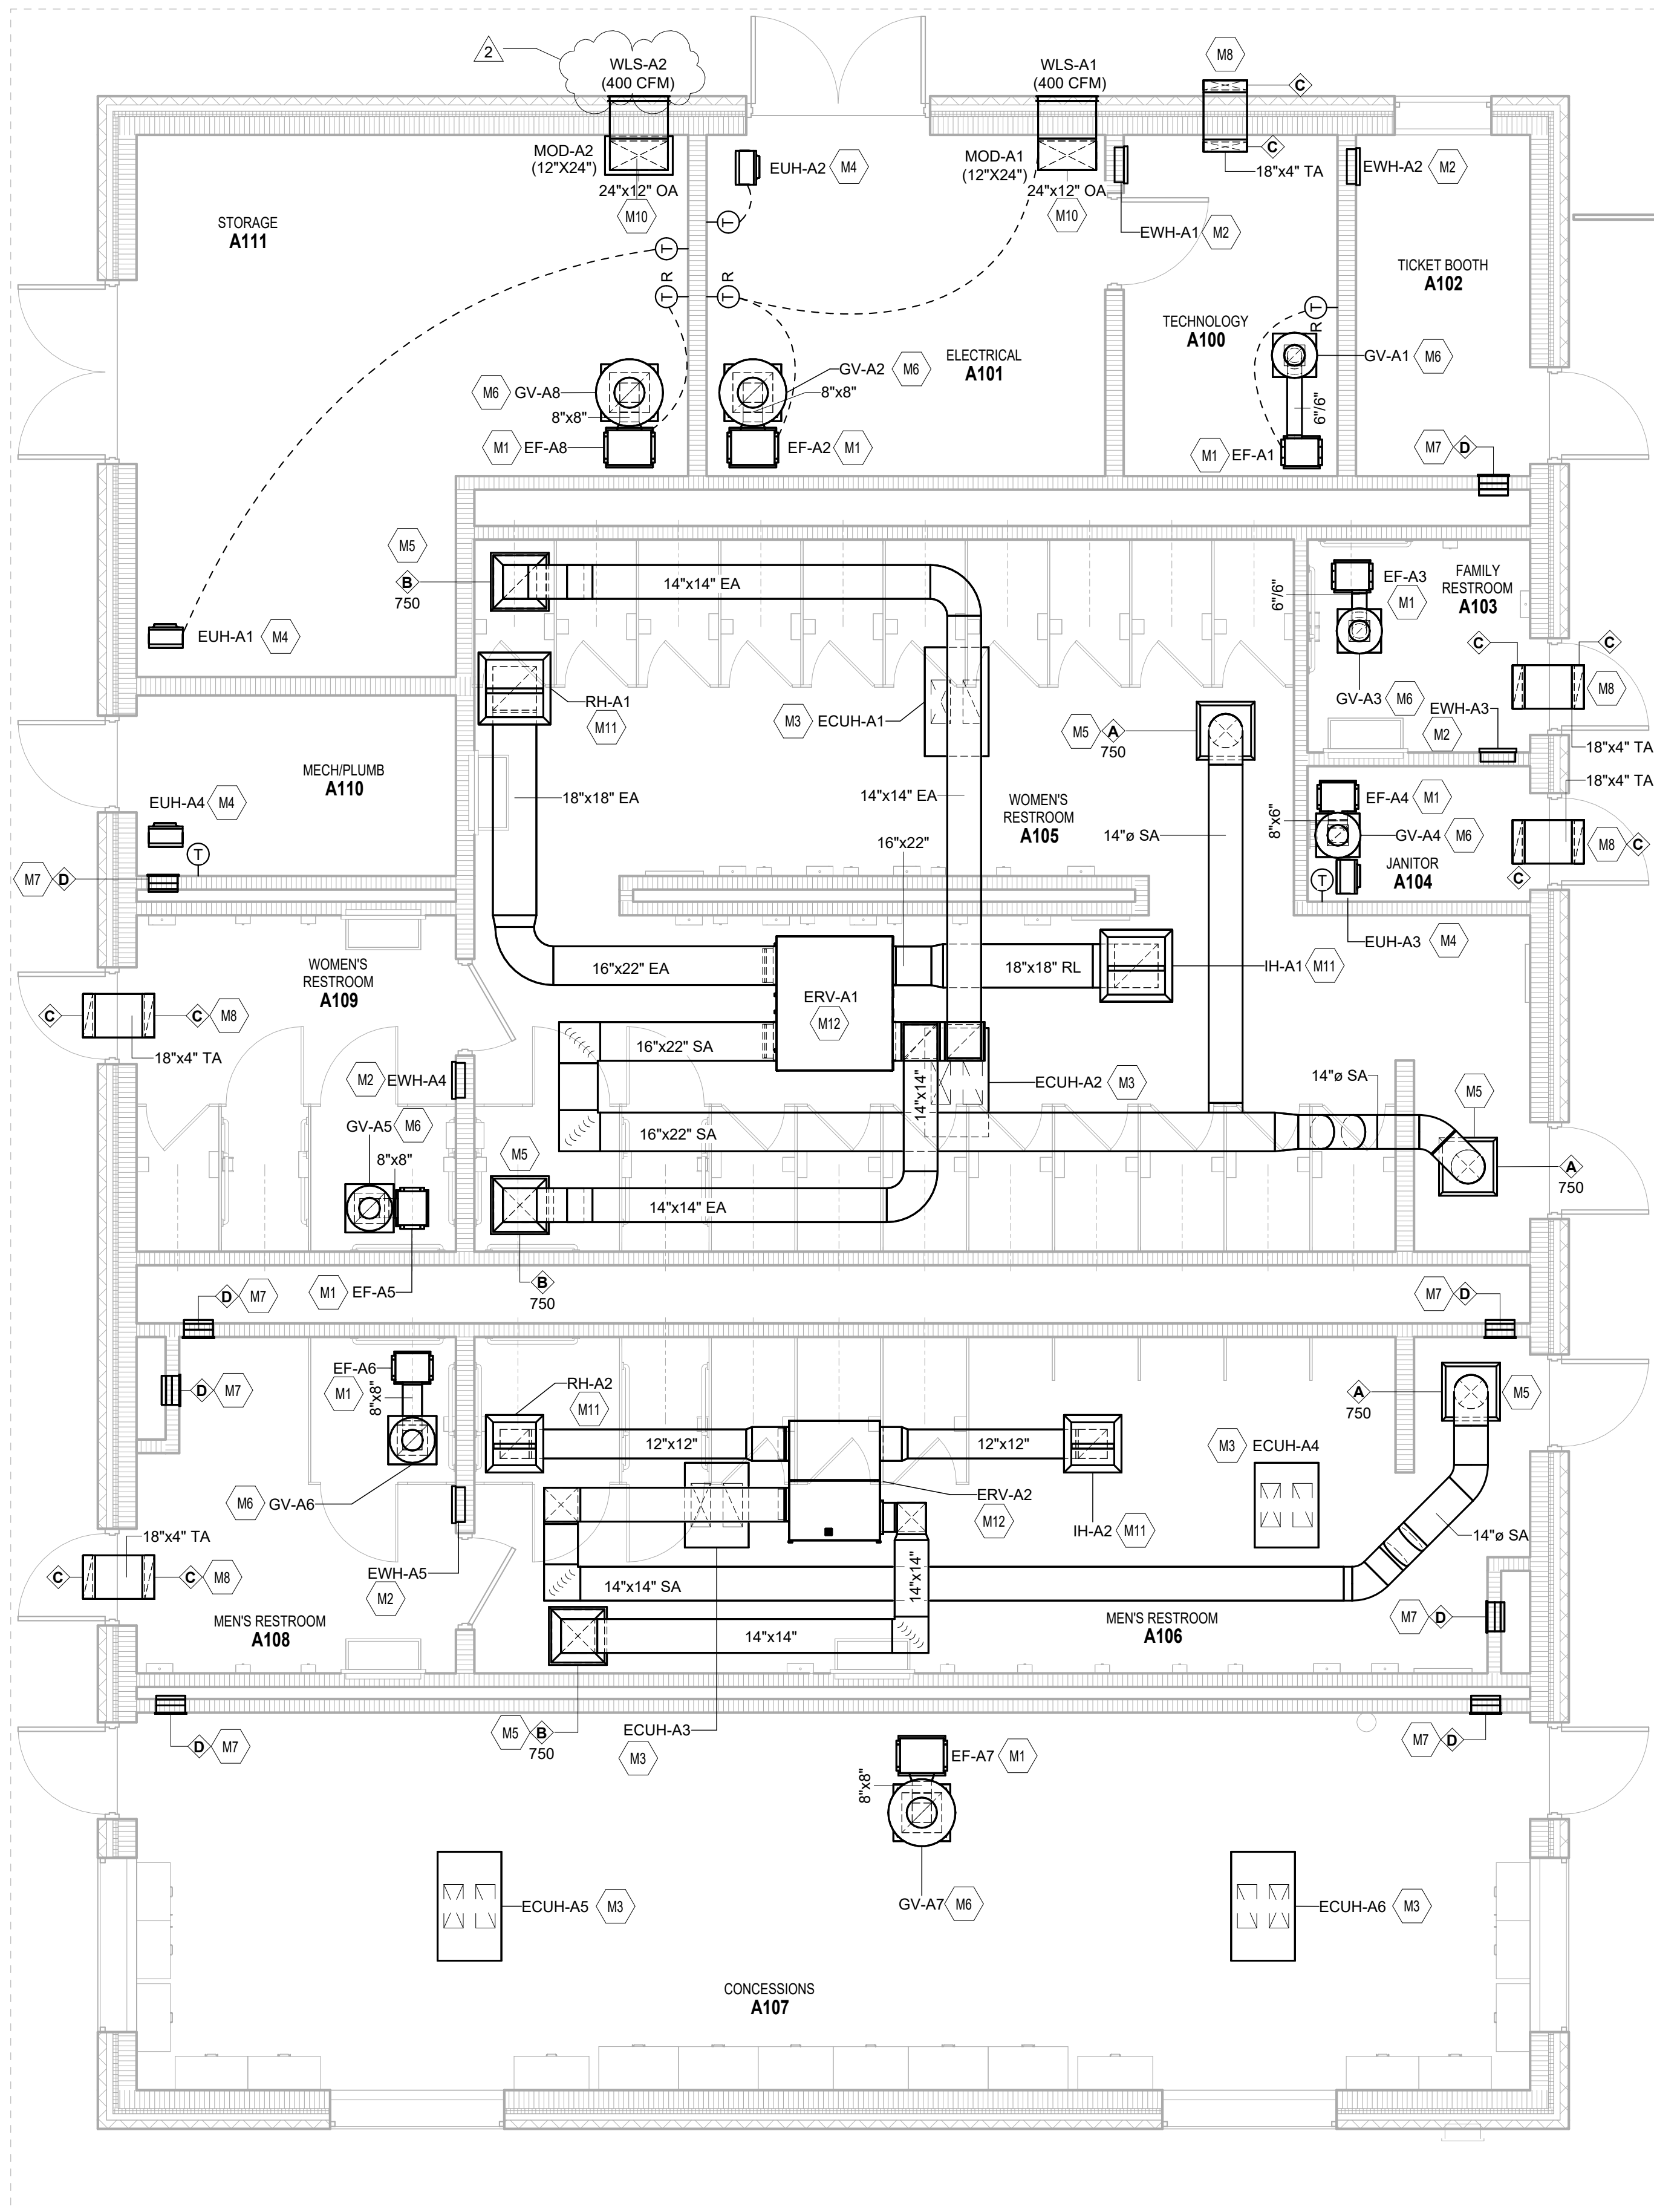 2
WLS-A2
(400 CFM)
WLS-A1
(400 CFM)
M8
C
C
18"x4" TA
MOD-A2
(12"X24")
24"x12" OA
M10
EUH-A2
M4
MOD-A1
(12"X24")
24"x12" OA
M10
EWH-A1
M2
EWH-A2
M2
STORAGE
A111
T
T
T
R
T
R
TICKET BOOTH
A102
TECHNOLOGY
A100
T
R
ELECTRICAL
A101
GV-A1
M6
6"/6"
M6
GV-A8
8"x8"
GV-A2
M6
8"x8"
M1
EF-A8
EF-A2
M1
M1
EF-A1
M7
D
M5
B
750
14"x14" EA
6"/6"
EF-A3
M1
FAMILY
RESTROOM
A103
C
C
M8
18"x4" TA
EUH-A1
M4
RH-A1
M11
M3
ECUH-A1
M5
A
750
GV-A3
M6
EWH-A3
M2
MECH/PLUMB
A110
18"x18" EA
14"x14" EA
WOMEN'S
RESTROOM
A105
14"ø SA
16"x22"
EF-A4
M1
8"x6"
GV-A4
M6
JANITOR
A104
T
18"x4" TA
M8
C
C
EUH-A4
M4
T
M7
D
EUH-A3
M4
WOMEN'S
RESTROOM
A109
16"x22" EA
ERV-A1
M12
18"x18" RL
IH-A1
M11
C
C
M8
18"x4" TA
16"x22" SA
M2
EWH-A4
14"x14"
ECUH-A2
M3
14"ø SA
M5
GV-A5
M6
8"x8"
16"x22" SA
M5
A
750
14"x14" EA
M1
EF-A5
B
750
D
M7
M7
D
EF-A6
M1
8"x8"
D
M7
RH-A2
M11
A
750
M5
12"x12"
12"x12"
M3
ECUH-A4
M6
GV-A6
ERV-A2
M12
IH-A2
M11
18"x4" TA
14"ø SA
C
C
M8
EWH-A5
M2
14"x14" SA
14"x14"
MEN'S RESTROOM
A108
14"x14"
MEN'S RESTROOM
A106
M7
D
D
M7
M5
B
750
ECUH-A3
M3
M7
D
EF-A7
M1
8"x8"
GV-A7
M6
ECUH-A5
M3
ECUH-A6
M3
CONCESSIONS
A107